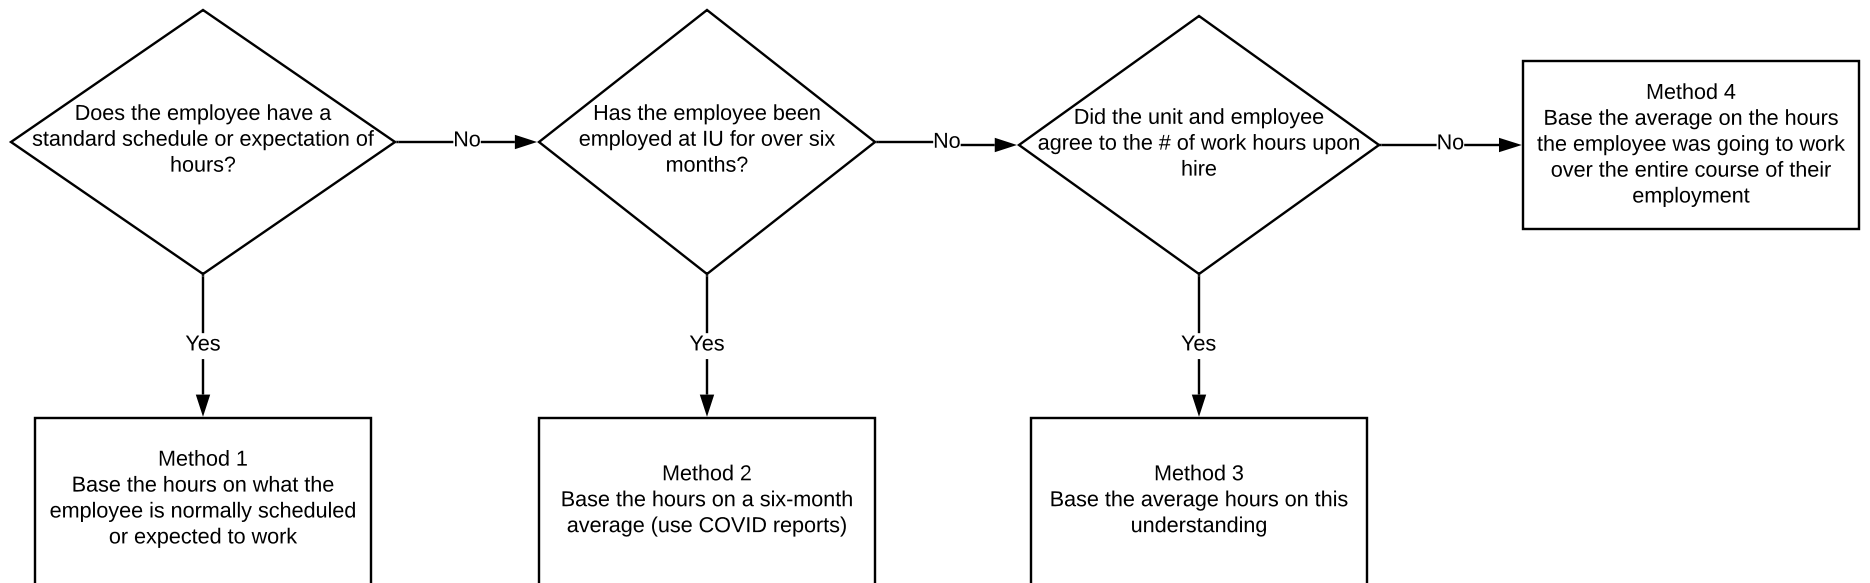 Does the employee have a
standard schedule or expectation of
hours?
No
Has the employee been
employed at IU for over six
months?
No
Did the unit and employee
agree to the # of work hours upon
hire
No
Method 4
Base the average on the hours
the employee was going to work
over the entire course of their
employment
Yes
Yes
Yes
Method 1
Base the hours on what the
employee is normally scheduled
or expected to work
Method 2
Base the hours on a six-month
average (use COVID reports)
Method 3
Base the average hours on this
understanding